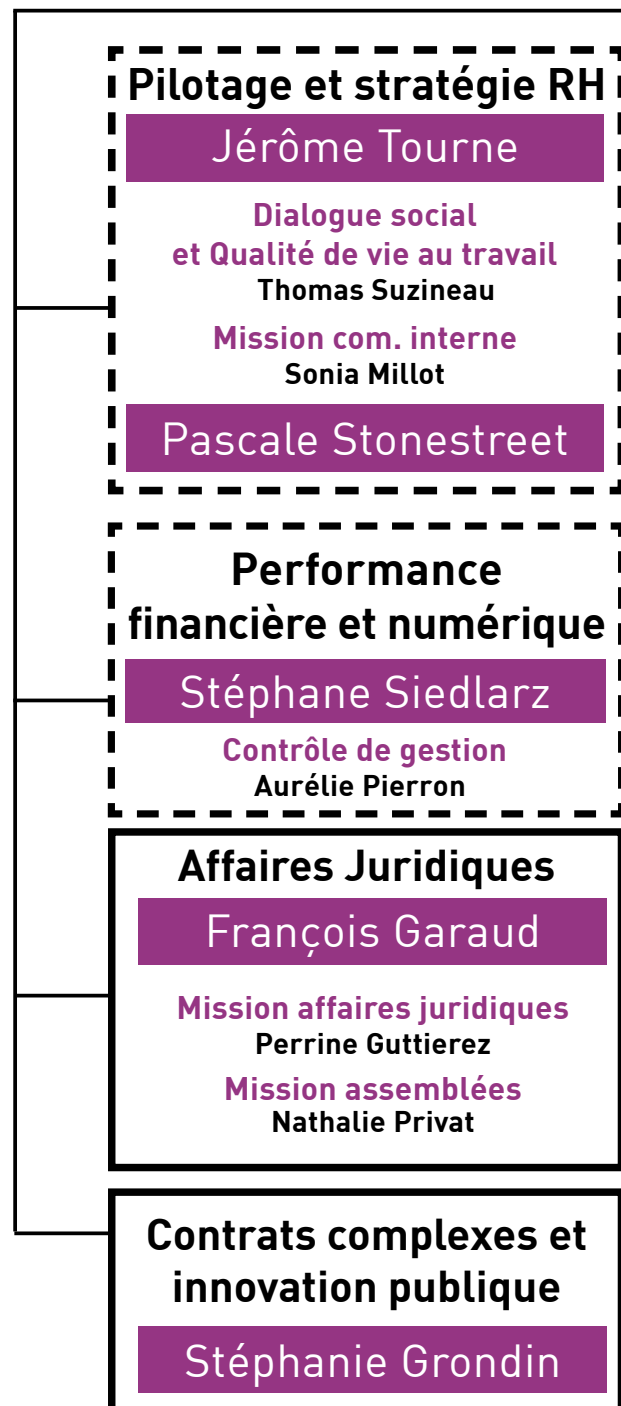 Pilotage et stratégie RH
Jérôme Tourne
Dialogue social
et Qualité de vie au travail
Thomas Suzineau
Mission com. interne
Sonia Millot
Pascale Stonestreet
Performance
financière et numérique
Stéphane Siedlarz
Contrôle de gestion
Aurélie Pierron
Affaires Juridiques
François Garaud
Mission affaires juridiques
Perrine Guttierez
Mission assemblées
Nathalie Privat
Contrats complexes et
innovation publique
Stéphanie Grondin